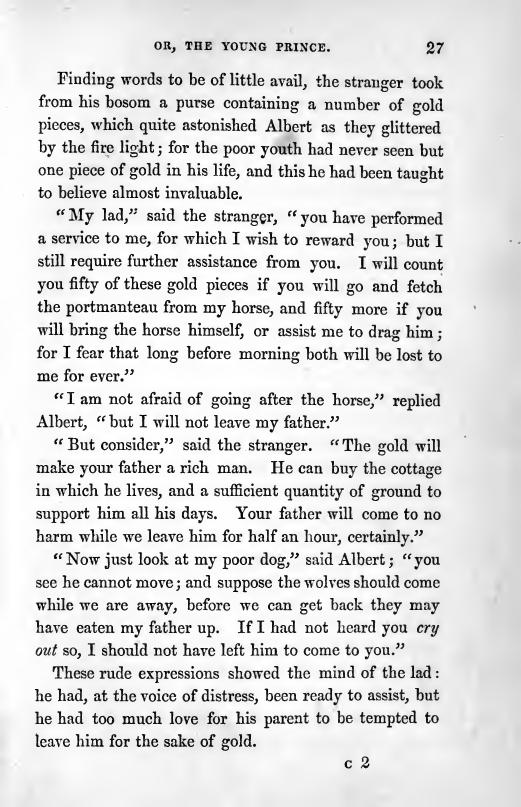 OR, THE YOUNG PRINCE. 27
Finding words to be of little avail, the stranger took
from his bosom a purse containing a number of gold
pieces, which quite astonished Albert as they glittered
by the fire light; for the poor youth had never seen but
one piece of gold in his life, and this he had been taught
to believe almost invaluable.
“My lad,” said the stranger, “you have performed
a service to me, for which I wish to reward you; but I
still require further assistance from you. I will count
you fifty of these gold pieces if you will go and fetch
the portmanteau from my horse, and fifty more if you
will bring the horse himself, or assist me to drag him;
for I fear that long before morning both will be lost to
me for ever.”
“I am not afraid of going after the horse,” replied
Albert, “but I will not leave my father.”
“But consider,” said the stranger. “The gold will
make your father a rich man. He can buy the cottage
in which he lives, and a sufficient quantity of ground to
support him all his days. Your father will come to no
harm while we leave him for half an hour, certainly.”
“Now just look at my poor dog,” said Albert; “you
see he cannot move; and suppose the wolves should come
while we are away, before we can get back they may
have eaten my father up. If I had not heard you cry
out so, I should not have left him to come to you.”
These rude expressions showed the mind of the lad:
he had, at the voice of distress, been ready to assist, but
he had too much love for his parent to be tempted to
leave him for the sake of gold.
C 2